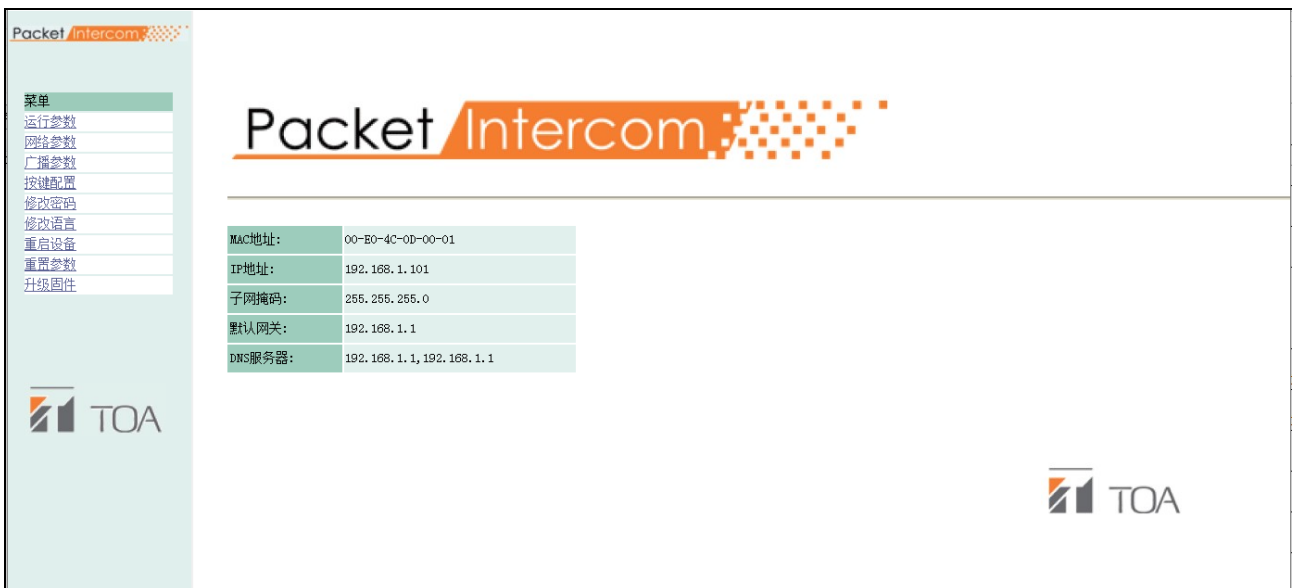 Packet Intercom
菜单
运行参数
网络参数
广播参数
按键配置
修改密码
修改语言
重启设备
重置参数
升级固件
TOA
Packet Intercom
MAC地址: 00-E0-4C-0D-00-01
IP地址: 192.168.1.101
子网掩码: 255.255.255.0
默认网关: 192.168.1.1
DNS服务器: 192.168.1.1,192.168.1.1
TOA